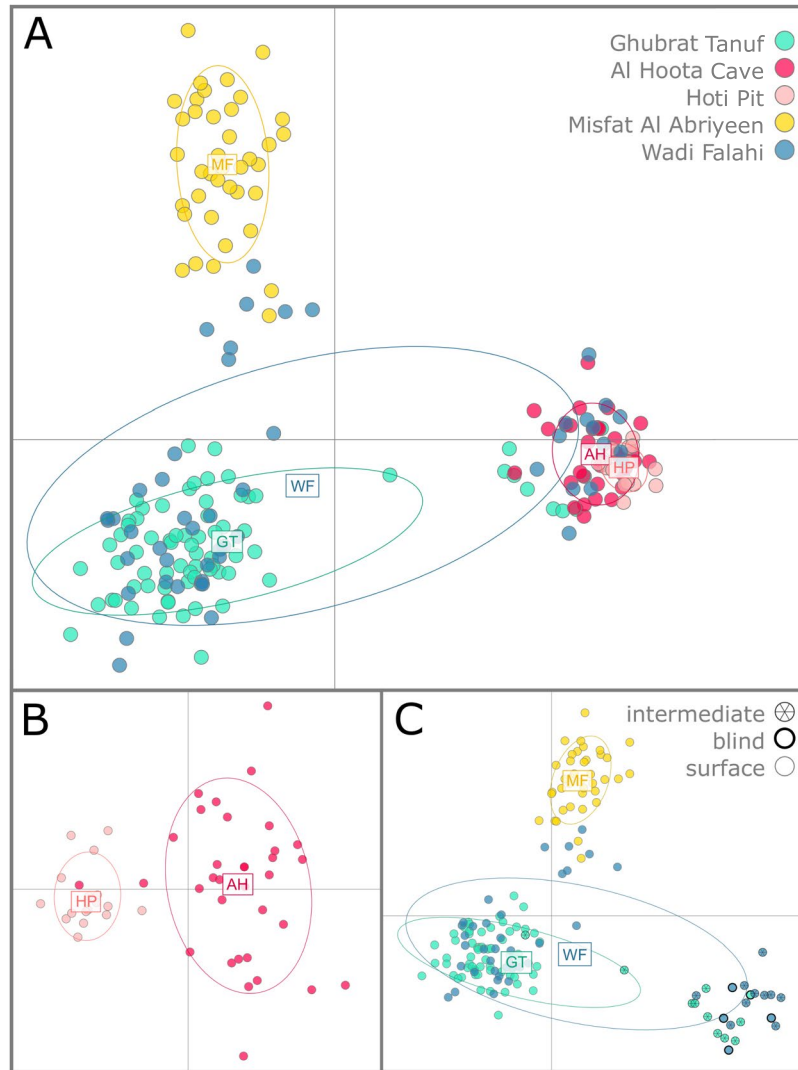 A
Ghubrat Tanuf
Al Hoota Cave
Hoti Pit
Misfat Al Abriyeen
Wadi Falahi
MF
AH
HP
WF
GT
B
HP
AH
C
intermediate
blind
surface
MF
GT
WF